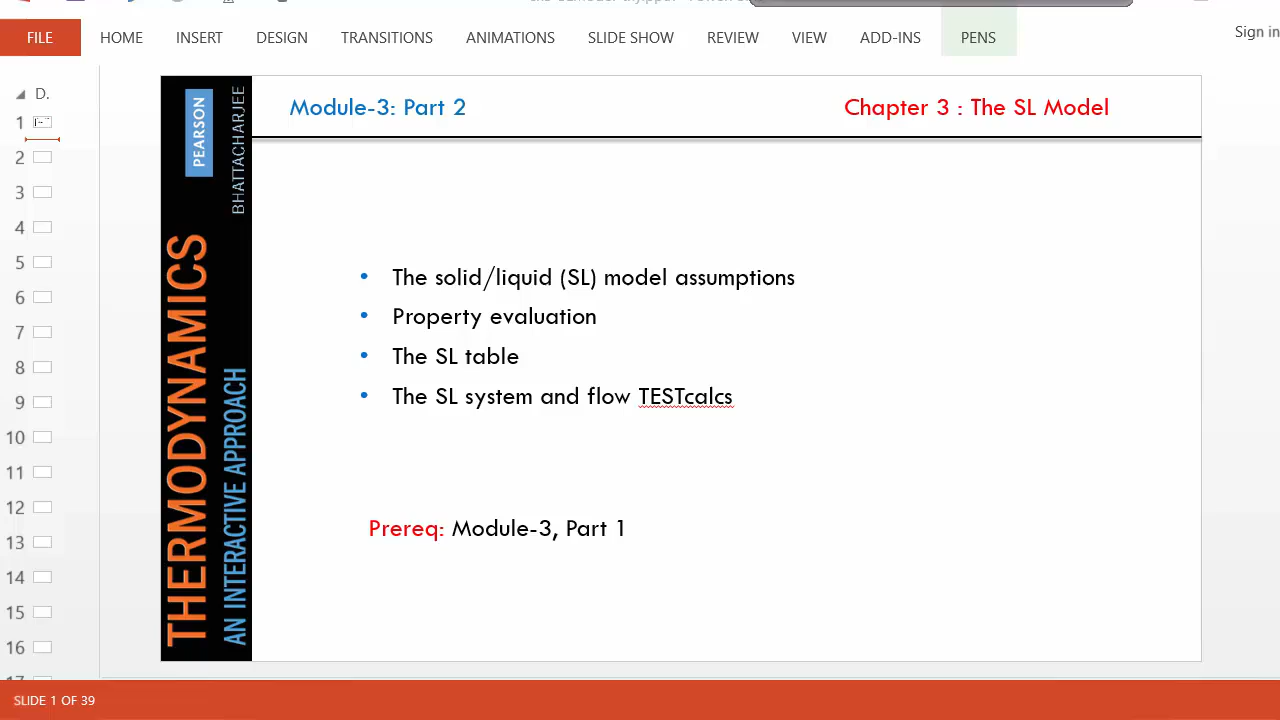 FILE
HOME
INSERT
DESIGN
TRANSITIONS
ANIMATIONS
SLIDE SHOW
REVIEW
VIEW
ADD-INS
PENS
Sign in
D.
1
2
3
4
5
6
7
8
9
10
11
12
13
14
15
16
PEARSON
BHATTACHARJEE
THERMODYNAMICS
AN INTERACTIVE APPROACH
Module-3: Part 2
Chapter 3 : The SL Model
• The solid/liquid (SL) model assumptions
• Property evaluation
• The SL table
• The SL system and flow TESTcalcs
Prereq: Module-3, Part 1
SLIDE 1 OF 39